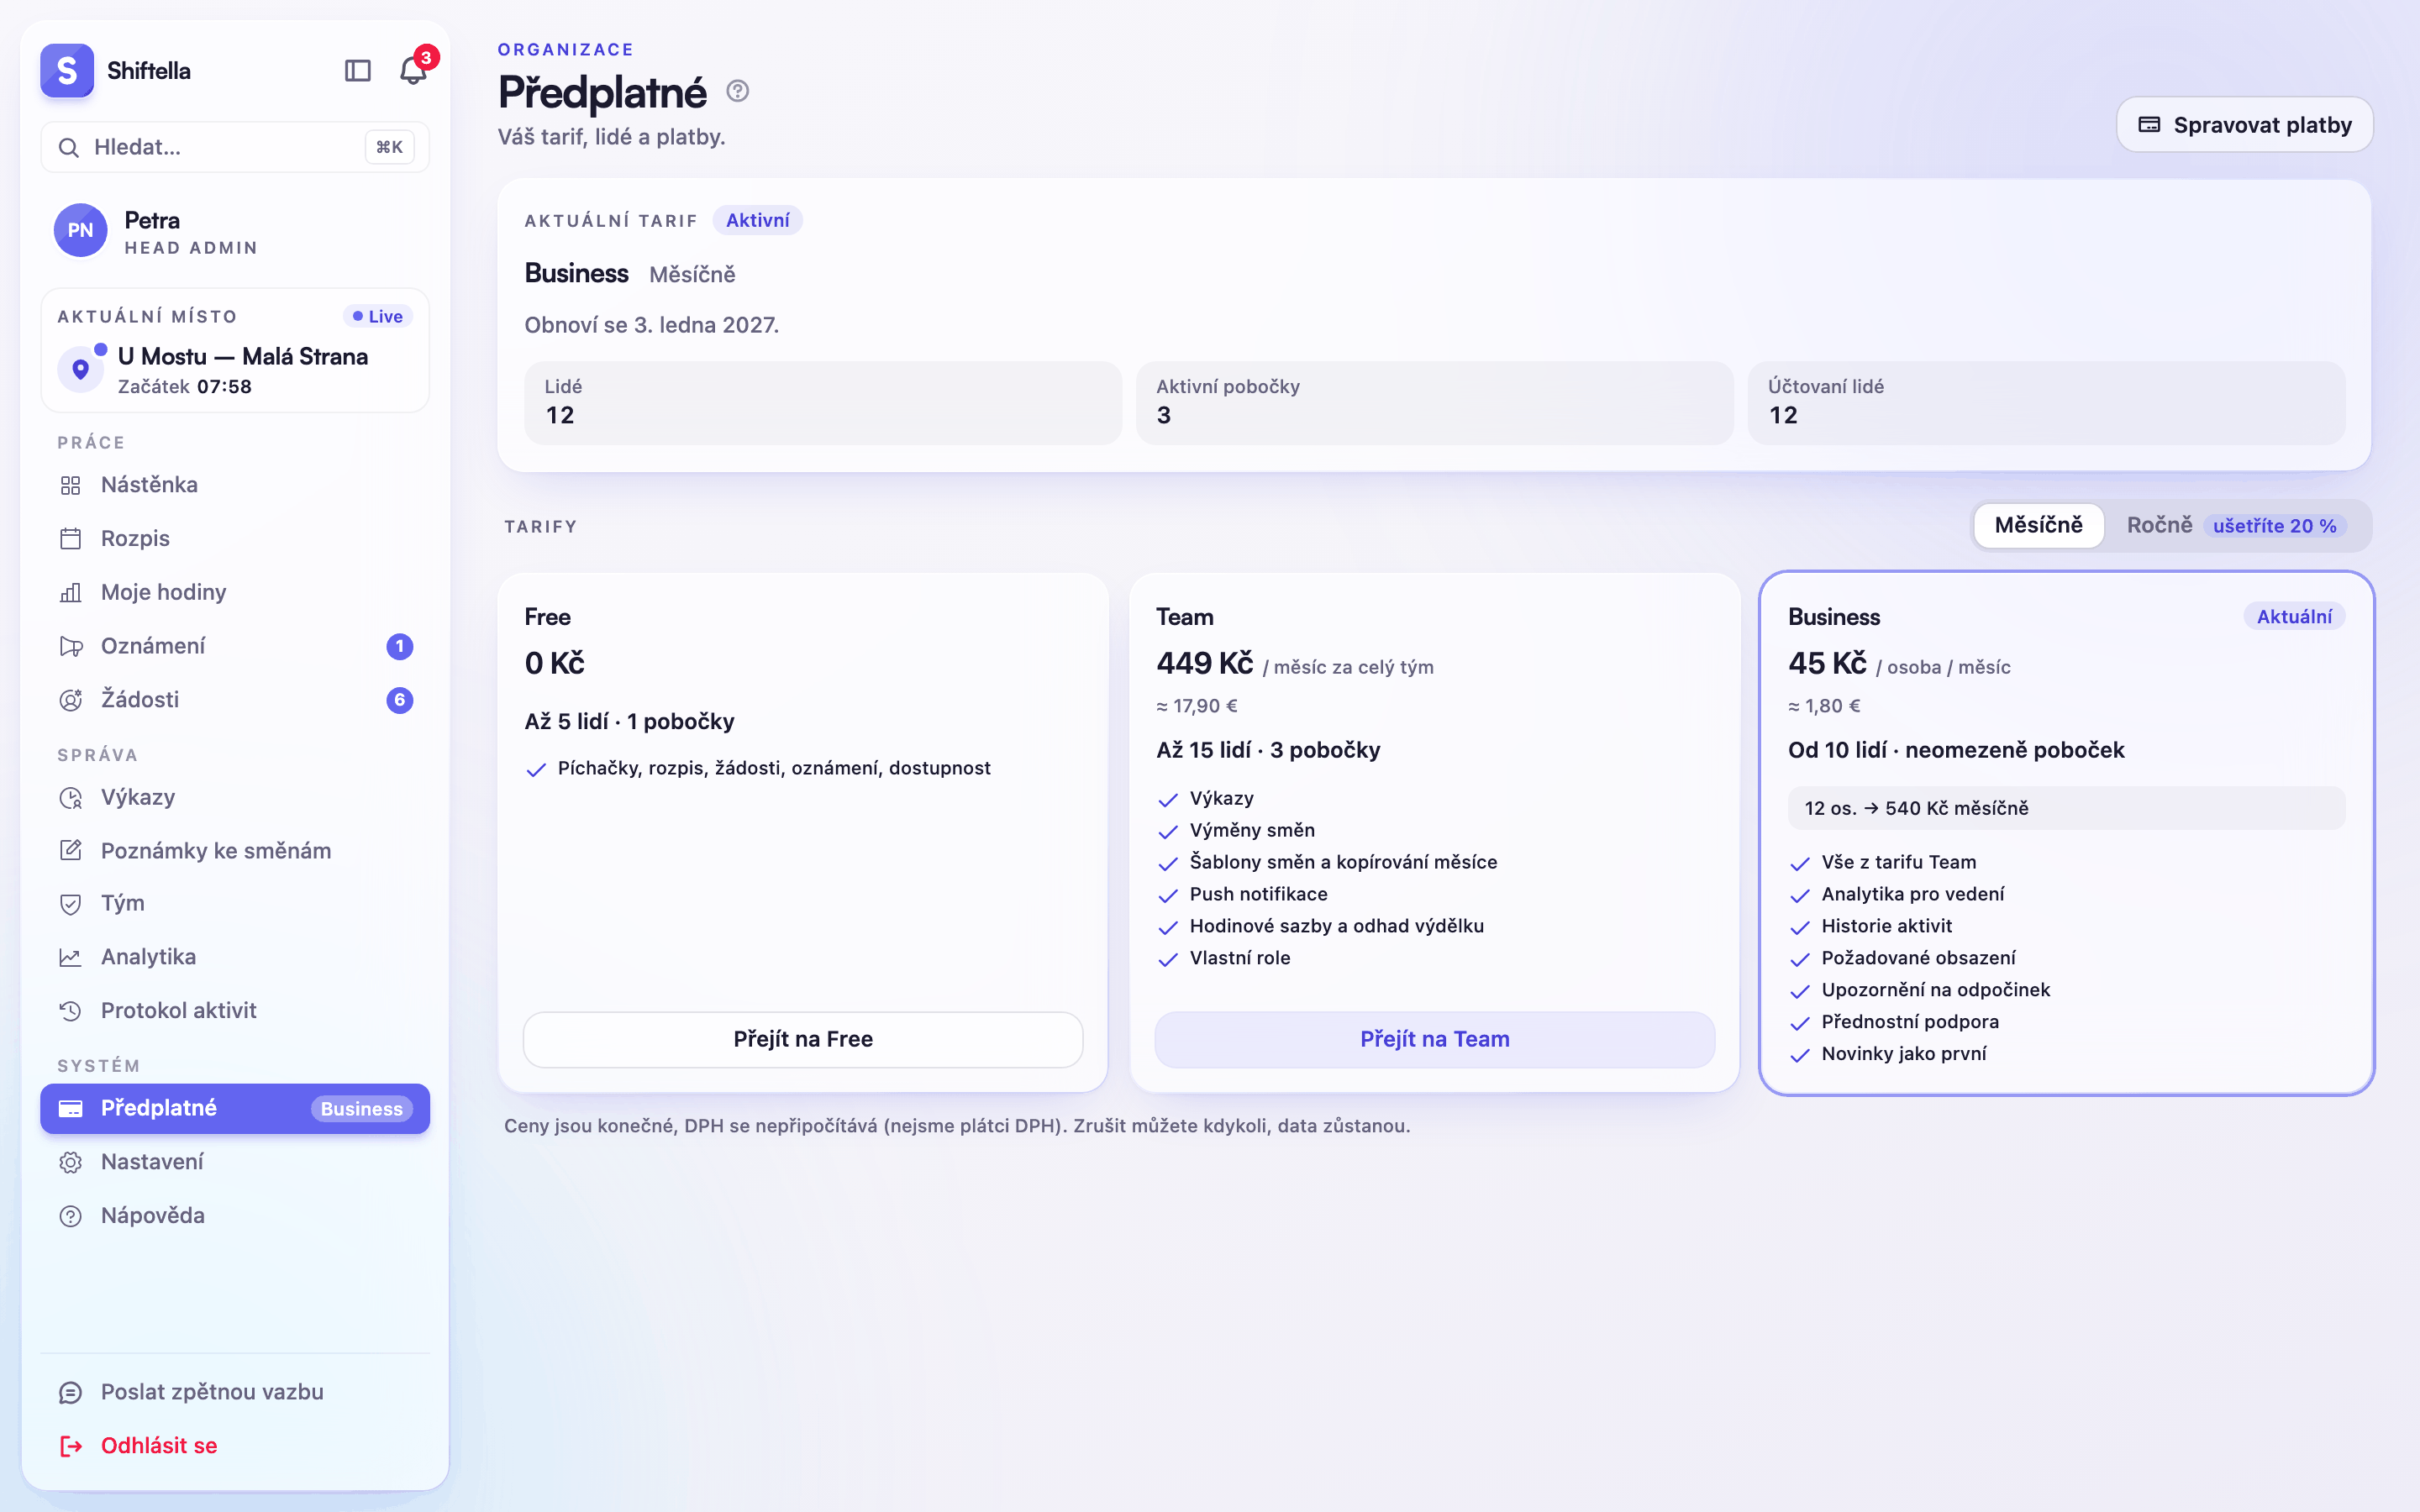 Shiftella
3
Hledat...
⌘K
PN
Petra
HEAD ADMIN
AKTUÁLNÍ MÍSTO
Live
U Mostu — Malá Strana
Začátek 07:58
PRÁCE
Nástěnka
Rozpis
Moje hodiny
Oznámení
1
Žádosti
6
SPRÁVA
Výkazy
Poznámky ke směnám
Tým
Analytika
Protokol aktivit
SYSTÉM
Předplatné
Business
Nastavení
Nápověda
Poslat zpětnou vazbu
Odhlásit se
ORGANIZACE
Předplatné
Váš tarif, lidé a platby.
Spravovat platby
AKTUÁLNÍ TARIF
Aktivní
Business Měsíčně
Obnoví se 3. ledna 2027.
Lidé
12
Aktivní pobočky
3
Účtovaní lidé
12
TARIFY
Měsíčně
Ročně ušetříte 20 %
Free
0 Kč
Až 5 lidí · 1 pobočky
Píchačky, rozpis, žádosti, oznámení, dostupnost
Přejít na Free
Team
449 Kč / měsíc za celý tým
≈ 17,90 €
Až 15 lidí · 3 pobočky
Výkazy
Výměny směn
Šablony směn a kopírování měsíce
Push notifikace
Hodinové sazby a odhad výdělku
Vlastní role
Přejít na Team
Business
Aktuální
45 Kč / osoba / měsíc
≈ 1,80 €
Od 10 lidí · neomezeně poboček
12 os. → 540 Kč měsíčně
Vše z tarifu Team
Analytika pro vedení
Historie aktivit
Požadované obsazení
Upozornění na odpočinek
Přednostní podpora
Novinky jako první
Ceny jsou konečné, DPH se nepřipočítává (nejsme plátci DPH). Zrušit můžete kdykoli, data zůstanou.